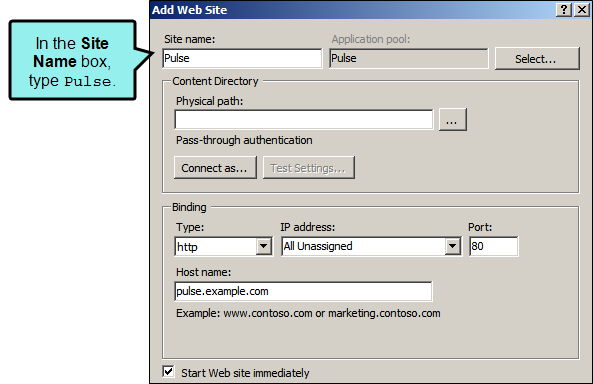 In the Site
Name box,
type Pulse.
Add Web Site
Site name:
Application pool:
Pulse
Pulse
Select...
Content Directory
Physical path:
...
Pass-through authentication
Connect as...
Test Settings...
Binding
Type:
IP address:
Port:
http
All Unassigned
80
Host name:
pulse.example.com
Example: www.contoso.com or marketing.contoso.com
Start Web site immediately